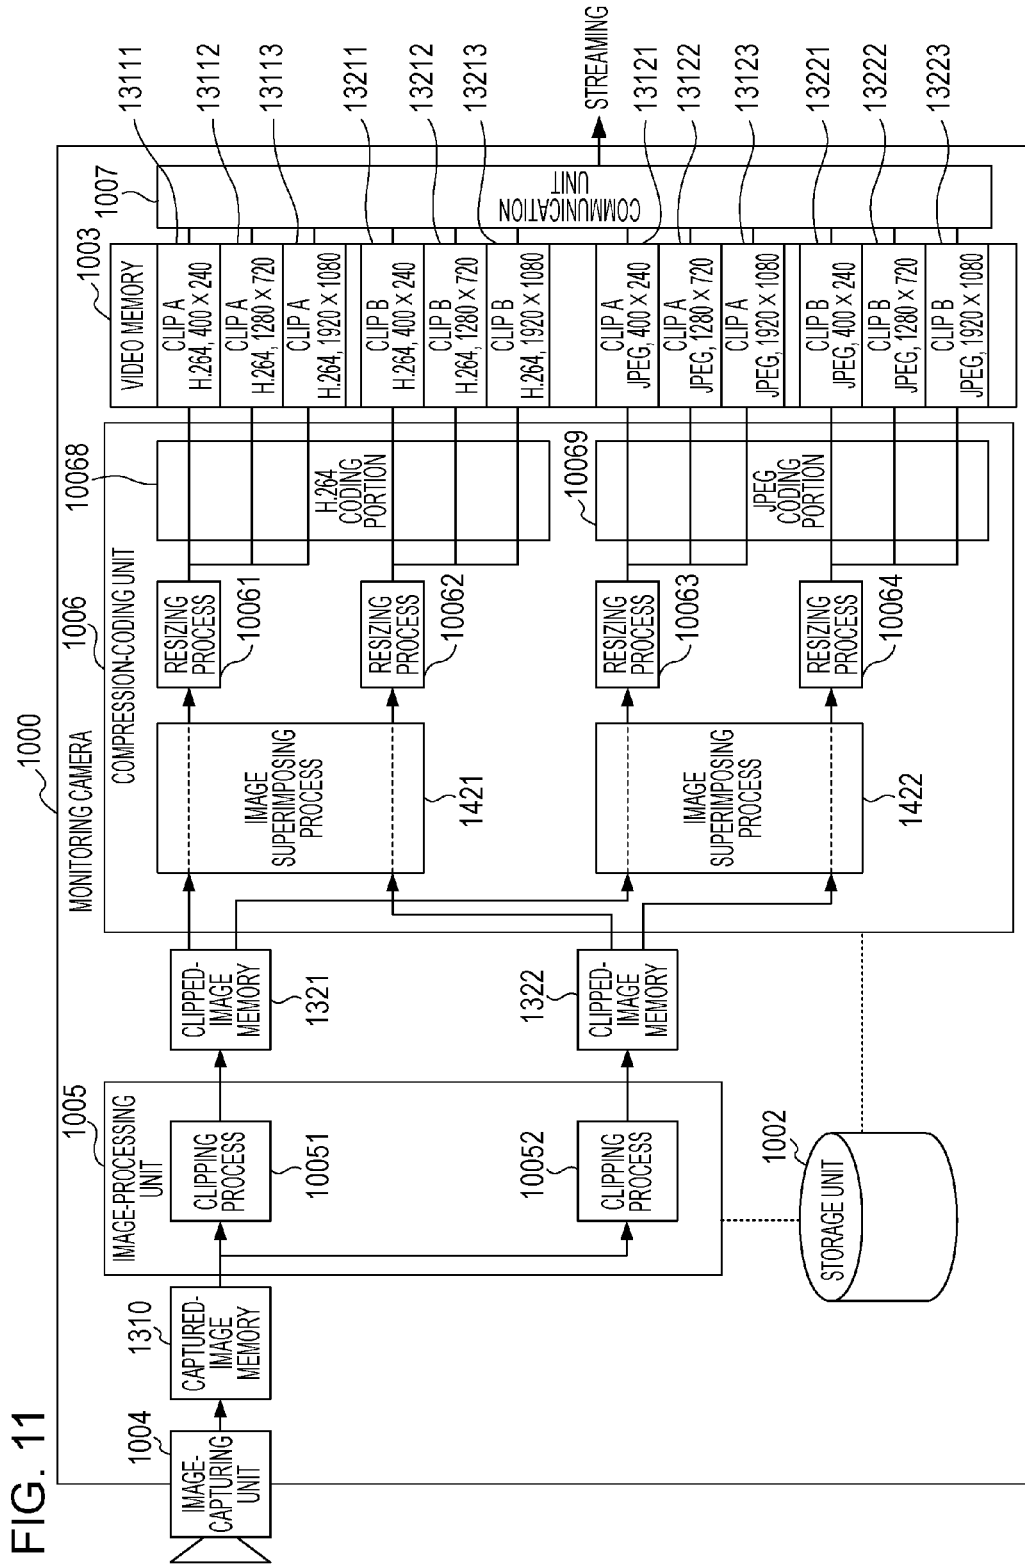 FIG. 11
1000
MONITORING CAMERA
1004
IMAGE-
CAPTURING
UNIT
1310
CAPTURED-
IMAGE
MEMORY
1005
IMAGE-PROCESSING
UNIT
CLIPPING
PROCESS
10051
CLIPPING
PROCESS
10052
1002
STORAGE UNIT
CLIPPED-
IMAGE
MEMORY
1321
CLIPPED-
IMAGE
MEMORY
1322
1006
COMPRESSION-CODING UNIT
IMAGE
SUPERIMPOSING
PROCESS
1421
IMAGE
SUPERIMPOSING
PROCESS
1422
RESIZING
PROCESS
10061
RESIZING
PROCESS
10062
RESIZING
PROCESS
10063
RESIZING
PROCESS
10064
10068
H.264
CODING
PORTION
10069
JPEG
CODING
PORTION
1003
VIDEO MEMORY
CLIP A
H.264, 400 × 240
CLIP A
H.264, 1280 × 720
CLIP A
H.264, 1920 × 1080
CLIP B
H.264, 400 × 240
CLIP B
H.264, 1280 × 720
CLIP B
H.264, 1920 × 1080
CLIP A
JPEG, 400 × 240
CLIP A
JPEG, 1280 × 720
CLIP A
JPEG, 1920 × 1080
CLIP B
JPEG, 400 × 240
CLIP B
JPEG, 1280 × 720
CLIP B
JPEG, 1920 × 1080
1007
COMMUNICATION
UNIT
STREAMING
13111
13112
13113
13211
13212
13213
13121
13122
13123
13221
13222
13223